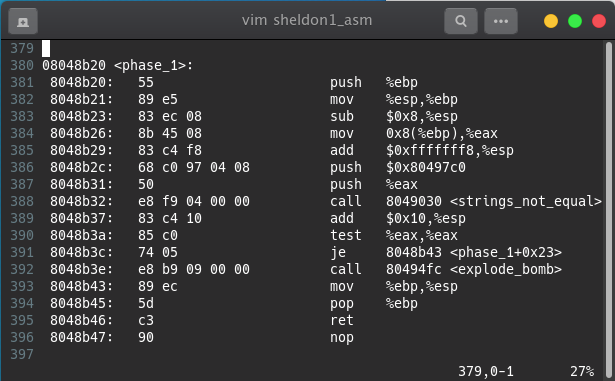 vim sheldon1_asm
379
380 08048b20 <phase_1>:
381 8048b20: 55 push %ebp
382 8048b21: 89 e5 mov %esp,%ebp
383 8048b23: 83 ec 08 sub $0x8,%esp
384 8048b26: 8b 45 08 mov 0x8(%ebp),%eax
385 8048b29: 83 c4 f8 add $0xfffffff8,%esp
386 8048b2c: 68 c0 97 04 08 push $0x80497c0
387 8048b31: 50 push %eax
388 8048b32: e8 f9 04 00 00 call 8049030 <strings_not_equal>
389 8048b37: 83 c4 10 add $0x10,%esp
390 8048b3a: 85 c0 test %eax,%eax
391 8048b3c: 74 05 je 8048b43 <phase_1+0x23>
392 8048b3e: e8 b9 09 00 00 call 80494fc <explode_bomb>
393 8048b43: 89 ec mov %ebp,%esp
394 8048b45: 5d pop %ebp
395 8048b46: c3 ret
396 8048b47: 90 nop
397
379,0-1 27%